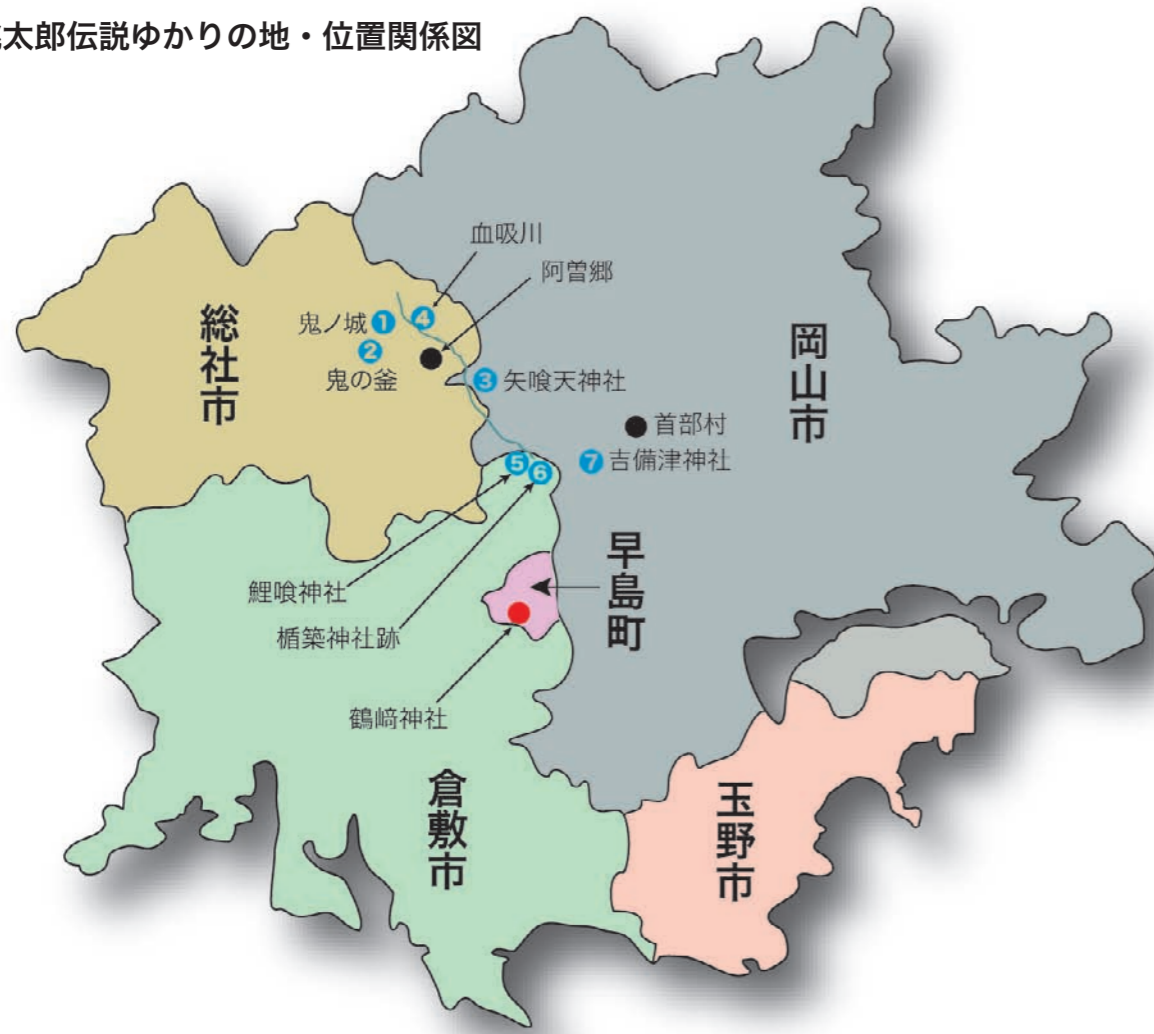 太郎伝説ゆかりの地・位置関係図
血吸川
阿曽郷
鬼ノ城 1
4
2
鬼の釜
3 矢喰天神社
首部村
5
6
7 吉備津神社
鯉喰神社
楯築神社跡
鶴﨑神社
総社市
岡山市
早島町
倉敷市
玉野市